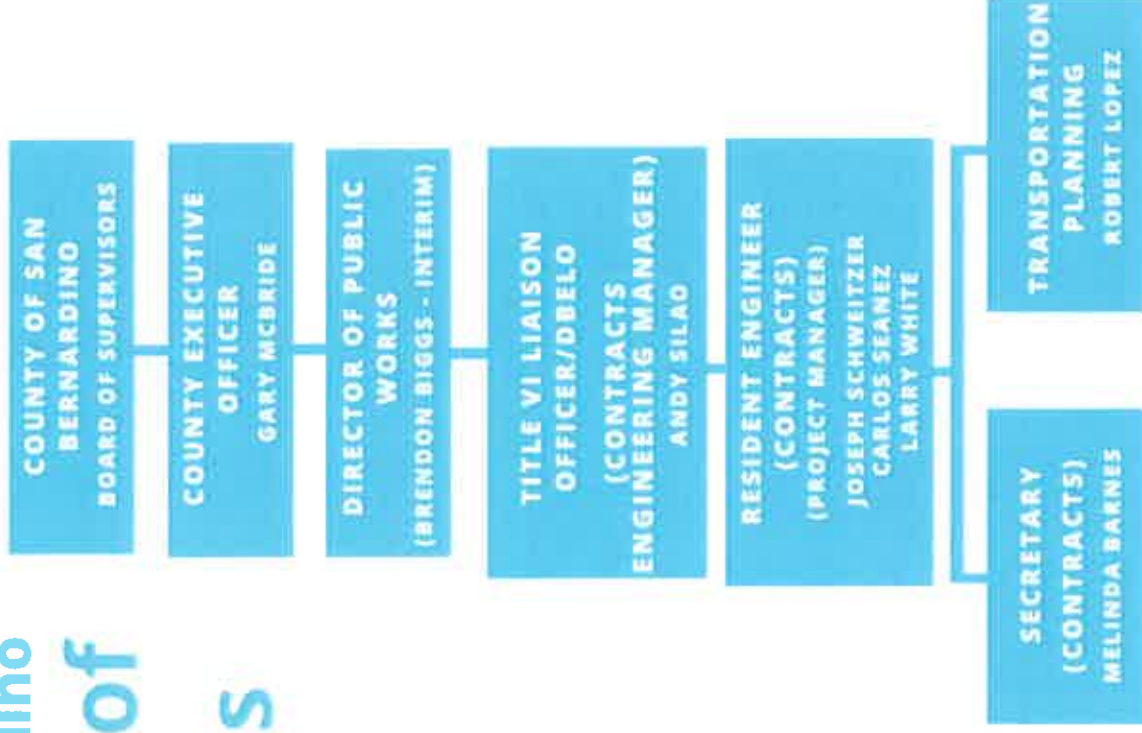 of
s
COUNTY OF SAN
BERNARDINO
BOARD OF SUPERVISORS
COUNTY EXECUTIVE
OFFICER
GARY MCBRIDE
DIRECTOR OF PUBLIC
WORKS
(BRENDON BIGGS - INTERIM)
TITLE VI LIAISON
OFFICER/DBELO
(CONTRACTS
ENGINEERING MANAGER)
ANDY SILAO
RESIDENT ENGINEER
(CONTRACTS)
(PROJECT MANAGER)
JOSEPH SCHWEITZER
CARLOS SEANEZ
LARRY WHITE
SECRETARY
(CONTRACTS)
MELINDA BARNES
TRANSPORTATION
PLANNING
ROBERT LOPEZ